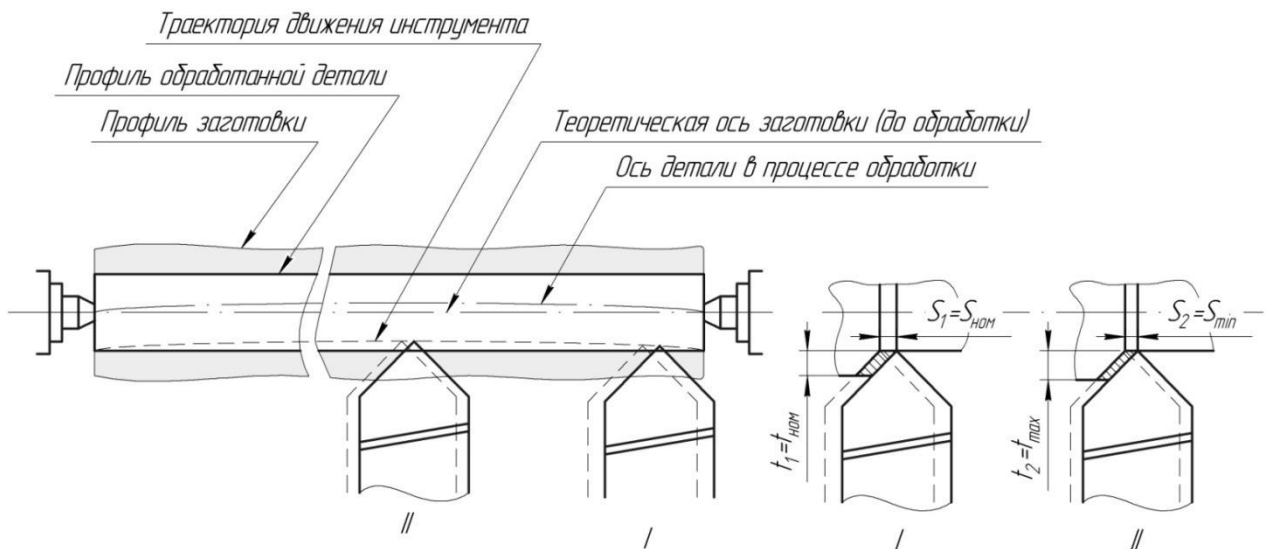 Траектория движения инструмента
Профиль обработанной детали
Профиль заготовки
Теоретическая ось заготовки (до обработки)
Ось детали в процессе обработки
S₁=Sном
S₂=Smin
t₁=tном
t₂=tmax
II
I
I
II